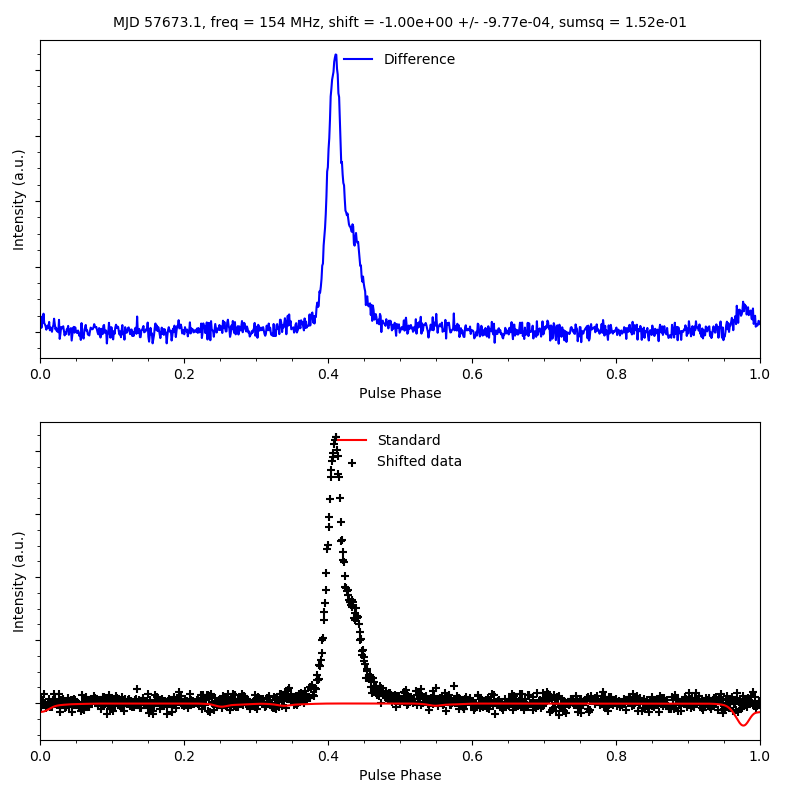 MJD 57673.1, freq = 154 MHz, shift = -1.00e+00 +/- -9.77e-04, sumsq = 1.52e-01
Difference
Intensity (a.u.)
0.0 0.2 0.4 0.6 0.8 1.0
Pulse Phase
Standard
Shifted data
Intensity (a.u.)
0.0 0.2 0.4 0.6 0.8 1.0
Pulse Phase